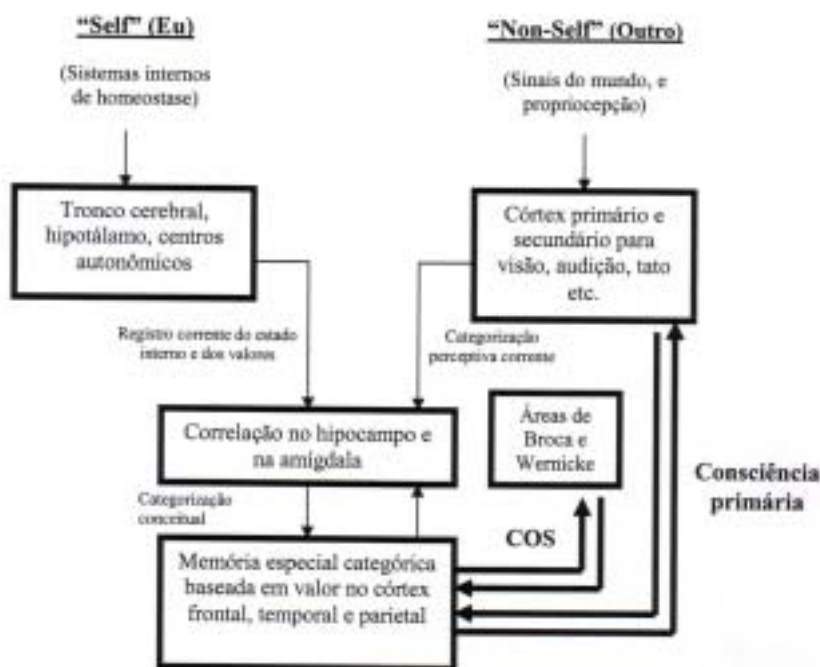 “Self” (Eu)
(Sistemas internos
de homeostase)
“Non-Self” (Outro)
(Sinais do mundo, e
propriocepção)
Tronco cerebral,
hipotálamo, centros
autonômicos
Córtex primário e
secundário para
visão, audição, tato
etc.
Registro corrente do estado
interno e dos valores
Categorização
perceptiva corrente
Correlação no hipocampo e
na amígdala
Áreas de
Broca e
Wernicke
Consciência
primária
Categorização
conceitual
COS
Memória especial categórica
baseada em valor no córtex
frontal, temporal e parietal